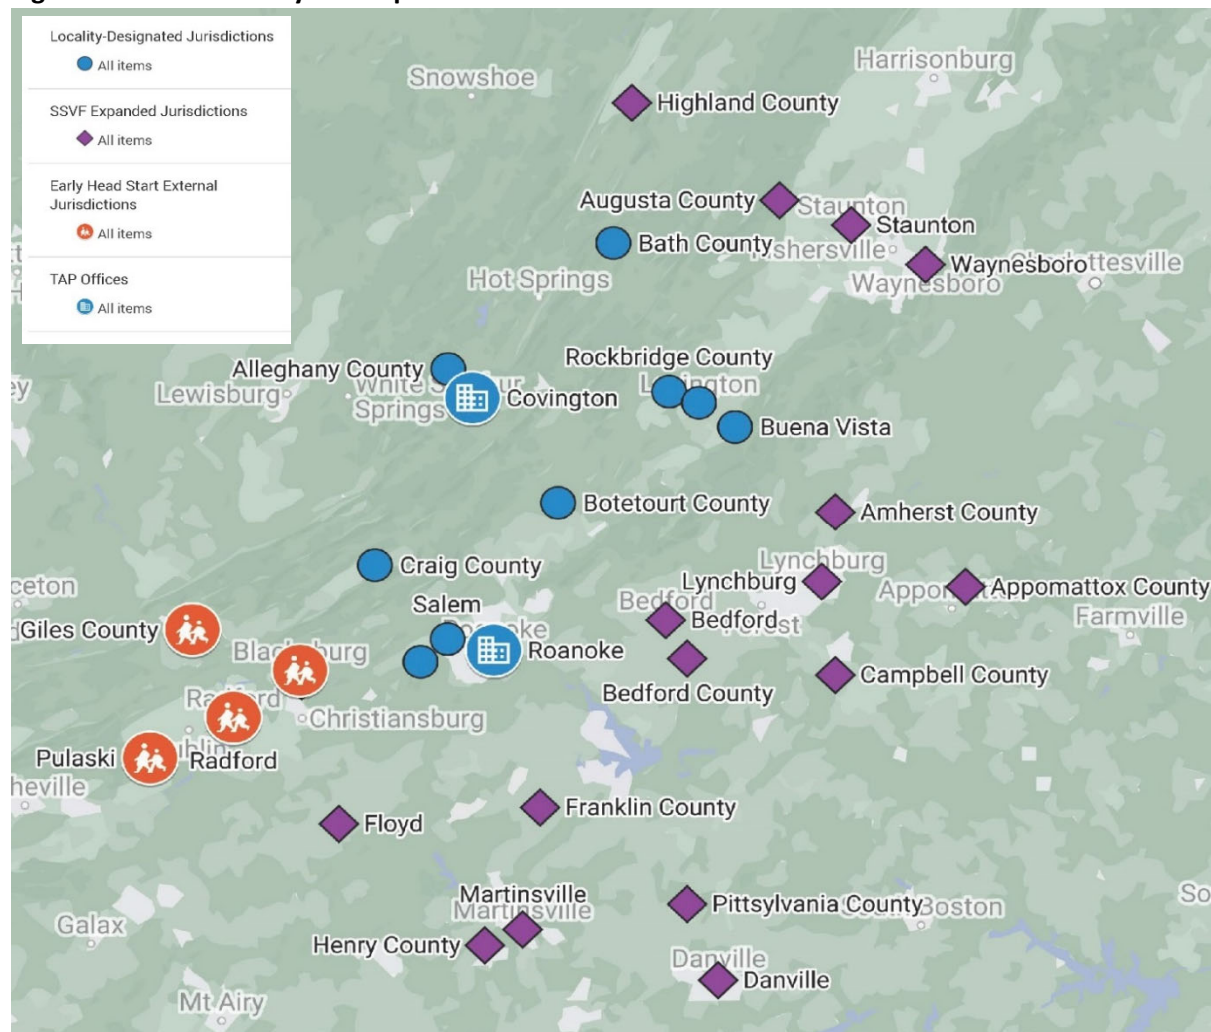 Locality-Designated Jurisdictions
All items
SSVF Expanded Jurisdictions
All items
Early Head Start External
Jurisdictions
All items
TAP Offices
All items
Harrisonburg
Snowshoe
Highland County
Augusta County
Staunton
Staunton
Bath County
Waynesboro
Waynesboro
Hot Springs
Rockbridge County
Alleghany County
Lewisburg
Springs
Covington
Buena Vista
Botetourt County
Amherst County
Craig County
Lynchburg
Lynchburg
Appomattox County
Salem
Bedford
Bedford
Farmville
Giles County
Roanoke
Campbell County
Bedford County
Christiansburg
Pulaski
Radford
Franklin County
Floyd
Martinsville
Martinsville
Pittsylvania County
Boston
Galax
Henry County
Danville
Danville
Mt Airy